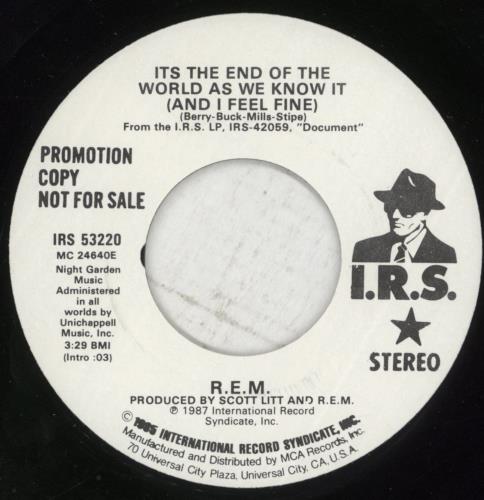 ITS THE END OF THE
WORLD AS WE KNOW IT
(AND I FEEL FINE)
(Berry-Buck-Mills-Stipe)
From the I.R.S. LP, IRS-42059, "Document"
PROMOTION
COPY
NOT FOR SALE
IRS 53220
MC 24640E
Night Garden
Music
Administered
in all
worlds by
Unichappell
Music, Inc.
3:29 BMI
(Intro :03)
I.R.S.
STEREO
R.E.M.
PRODUCED BY SCOTT LITT AND R.E.M.
℗ 1987 International Record
Syndicate, Inc.
© 1985 INTERNATIONAL RECORD SYNDICATE, INC.
Manufactured and Distributed by MCA Records, Inc.
70 Universal City Plaza, Universal City, CA. U.S.A.